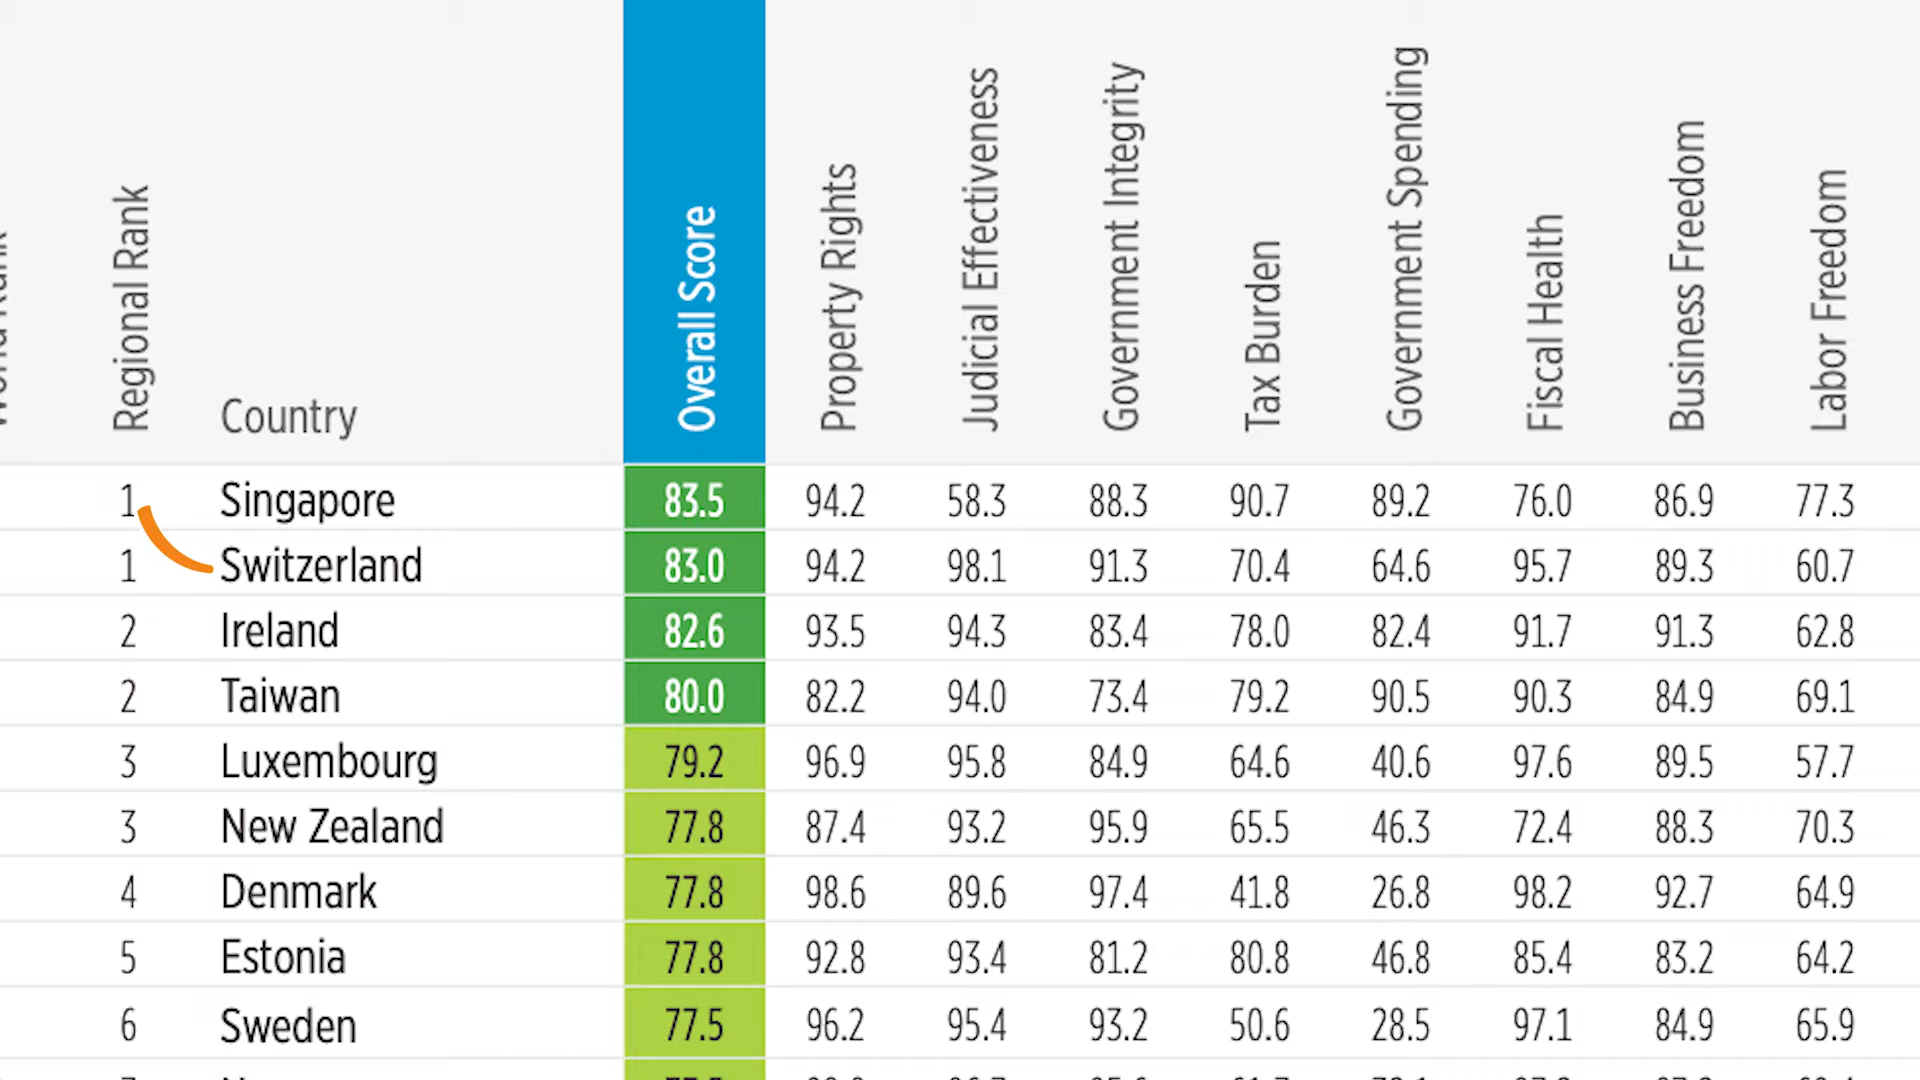 Regional Rank
Country
Overall Score
Property Rights
Judicial Effectiveness
Government Integrity
Tax Burden
Government Spending
Fiscal Health
Business Freedom
Labor Freedom
1 Singapore 83.5 94.2 58.3 88.3 90.7 89.2 76.0 86.9 77.3
1 Switzerland 83.0 94.2 98.1 91.3 70.4 64.6 95.7 89.3 60.7
2 Ireland 82.6 93.5 94.3 83.4 78.0 82.4 91.7 91.3 62.8
2 Taiwan 80.0 82.2 94.0 73.4 79.2 90.5 90.3 84.9 69.1
3 Luxembourg 79.2 96.9 95.8 84.9 64.6 40.6 97.6 89.5 57.7
3 New Zealand 77.8 87.4 93.2 95.9 65.5 46.3 72.4 88.3 70.3
4 Denmark 77.8 98.6 89.6 97.4 41.8 26.8 98.2 92.7 64.9
5 Estonia 77.8 92.8 93.4 81.2 80.8 46.8 85.4 83.2 64.2
6 Sweden 77.5 96.2 95.4 93.2 50.6 28.5 97.1 84.9 65.9